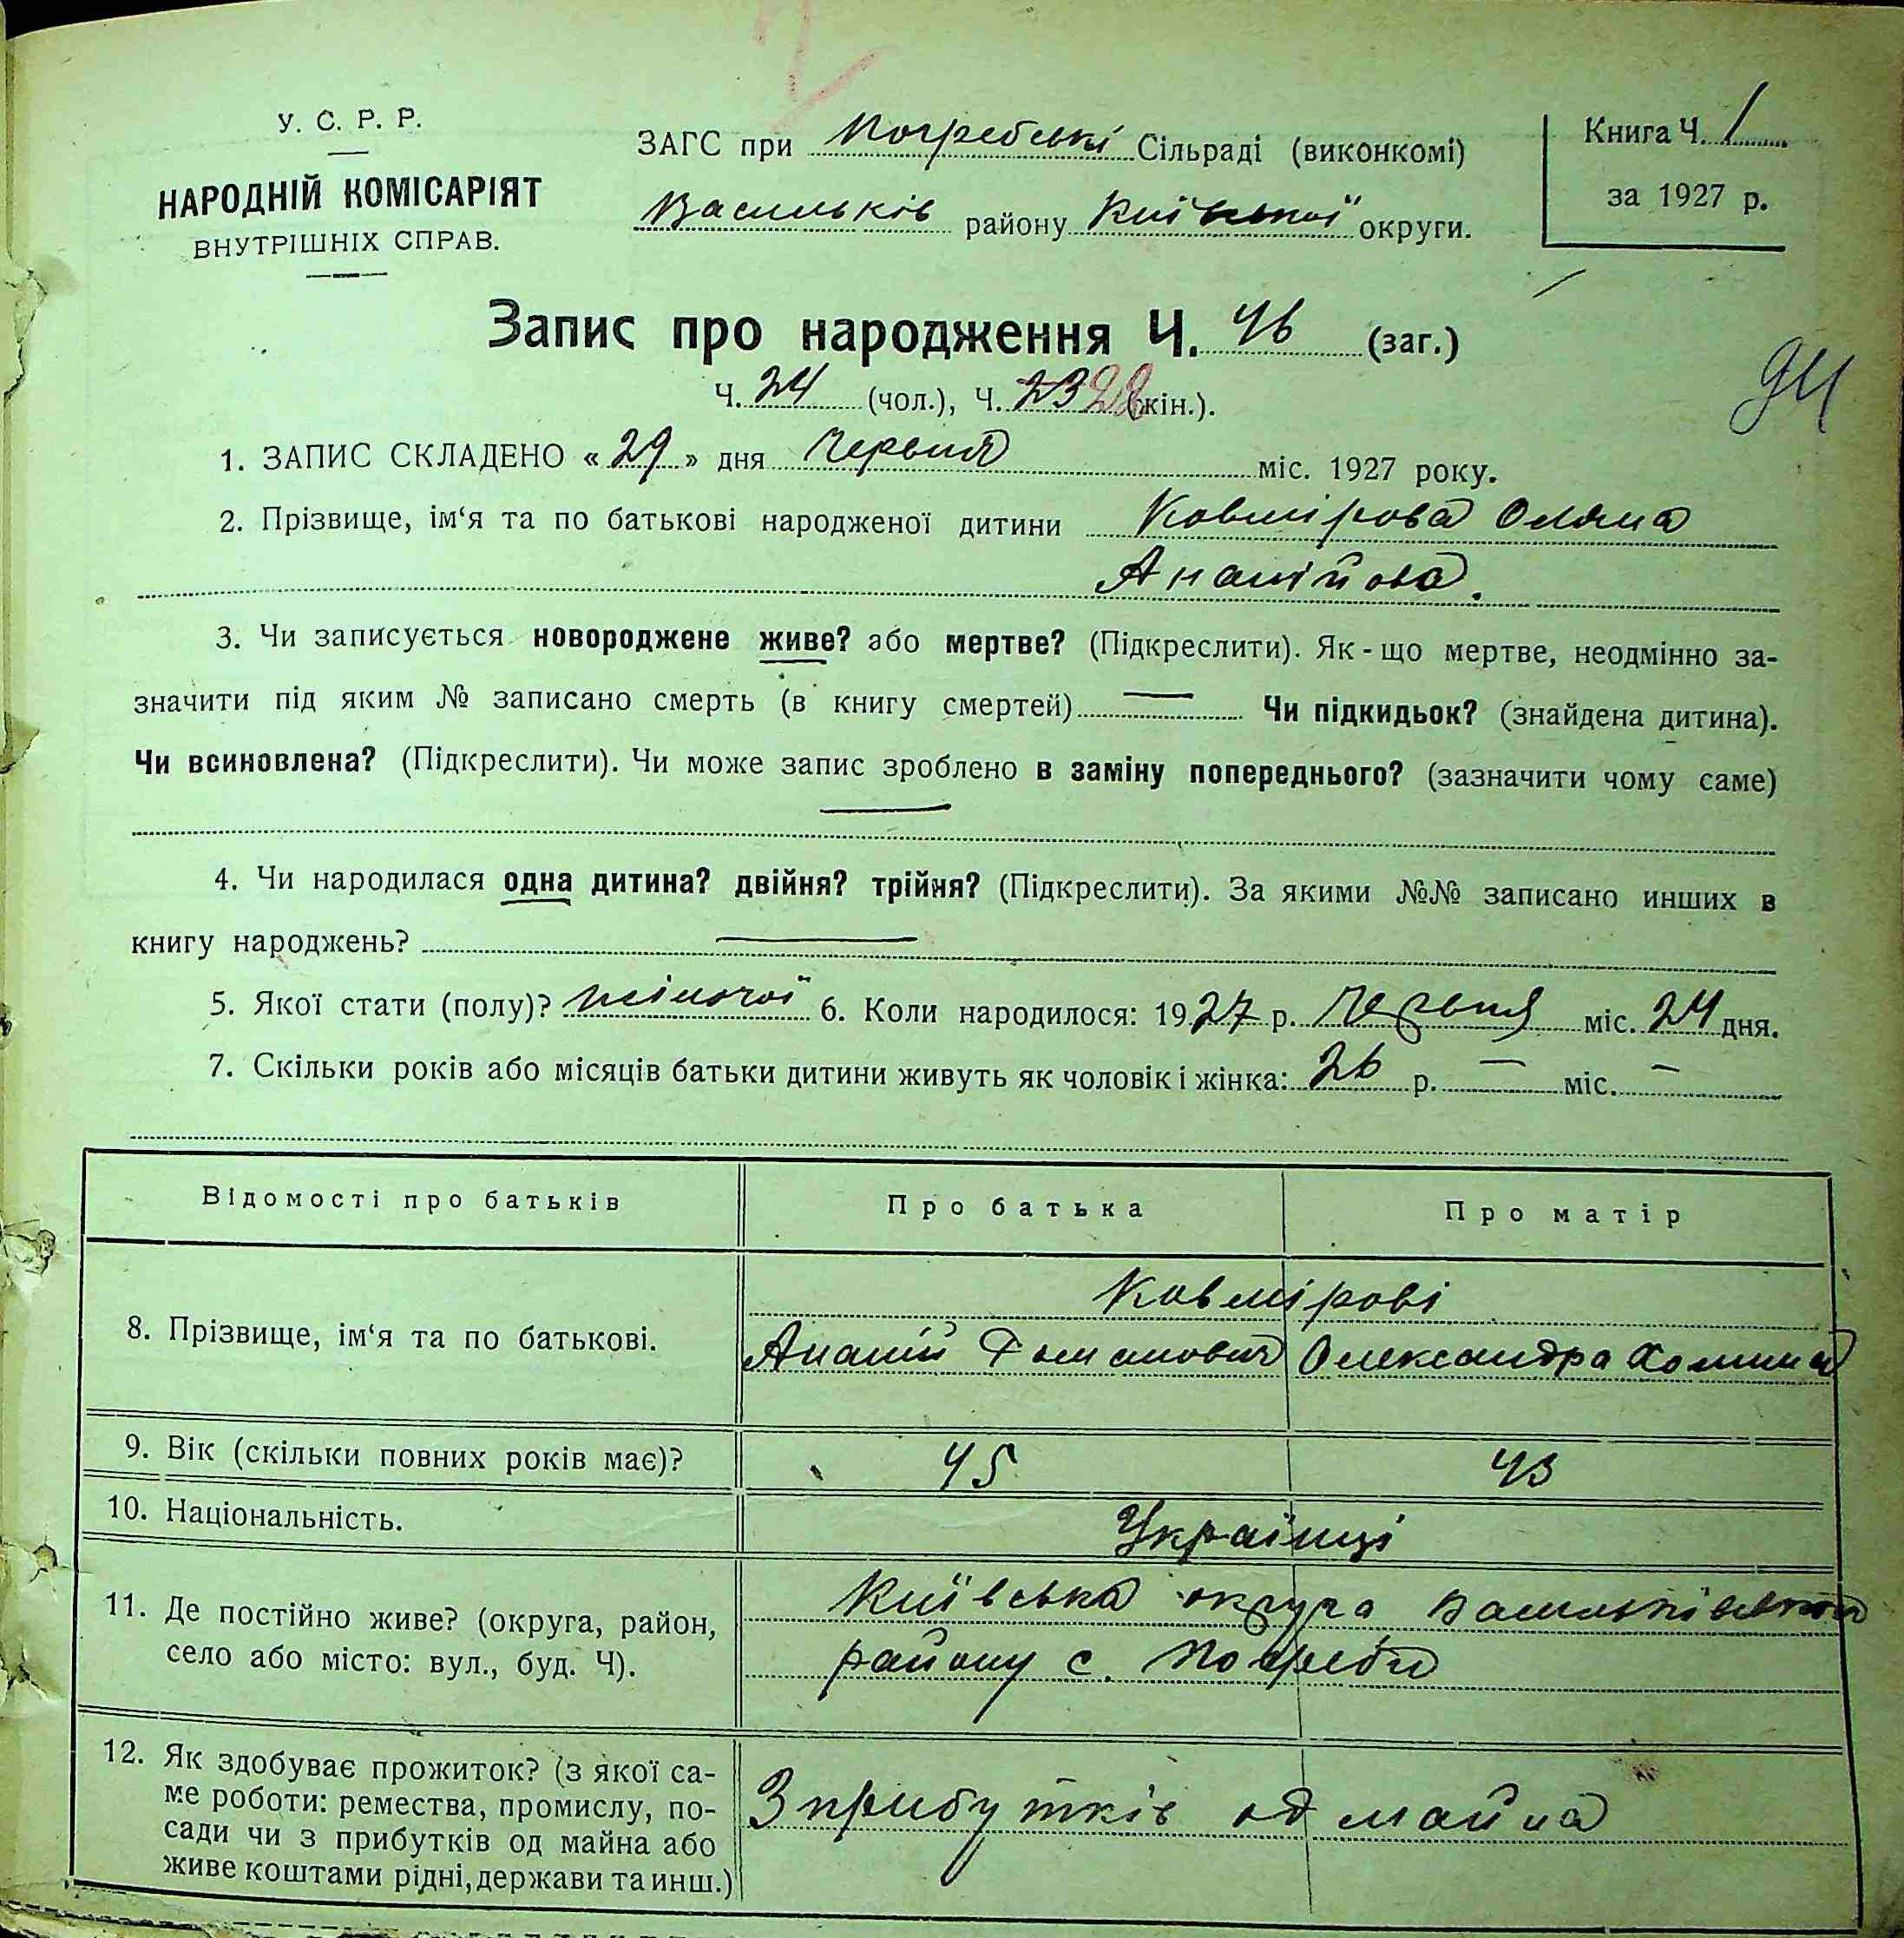 У. С. Р. Р.
НАРОДНІЙ КОМІСАРІЯТ
ВНУТРІШНІХ СПРАВ.
ЗАГС при Погребські Сільраді (виконкомі)
Васильків району Київської округи.
Книга Ч. 1
за 1927 р.
Запис про народження Ч. 46 (заг.)
Ч. 24 (чол.), Ч. 23 22 (жін.).
94
1. ЗАПИС СКЛАДЕНО « 29 » дня Червня міс. 1927 року.
2. Прізвище, ім‘я та по батькові народженої дитини Ковмірова
Ананійова.
3. Чи записується новороджене живе? або мертве? (Підкреслити). Як-що мертве, неодмінно за-
значити під яким № записано смерть (в книгу смертей) — Чи підкидьок? (знайдена дитина).
Чи всиновлена? (Підкреслити). Чи може запис зроблено в заміну попереднього? (зазначити чому саме)
—
4. Чи народилася одна дитина? двійня? трійня? (Підкреслити). За якими №№ записано инших в
книгу народжень? —
5. Якої стати (полу)? жіночої 6. Коли народилося: 1927 р. Червня міс. 24 дня.
7. Скільки років або місяців батьки дитини живуть як чоловік і жінка: 26 р. — міс. —
Відомості про батьків Про батька Про матір
8. Прізвище, ім‘я та по батькові. Ковмірові
Ананій Олександра Хомина
9. Вік (скільки повних років має)? 45 43
10. Національність. Українці
11. Де постійно живе? (округа, район, село або місто: вул., буд. Ч). Київська округа Васильківського
району с. Погреби
12. Як здобуває прожиток? (з якої са-
ме роботи: ремества, промислу, по-
сади чи з прибутків од майна або
живе коштами рідні, держави та инш.)
З прибутків од майна